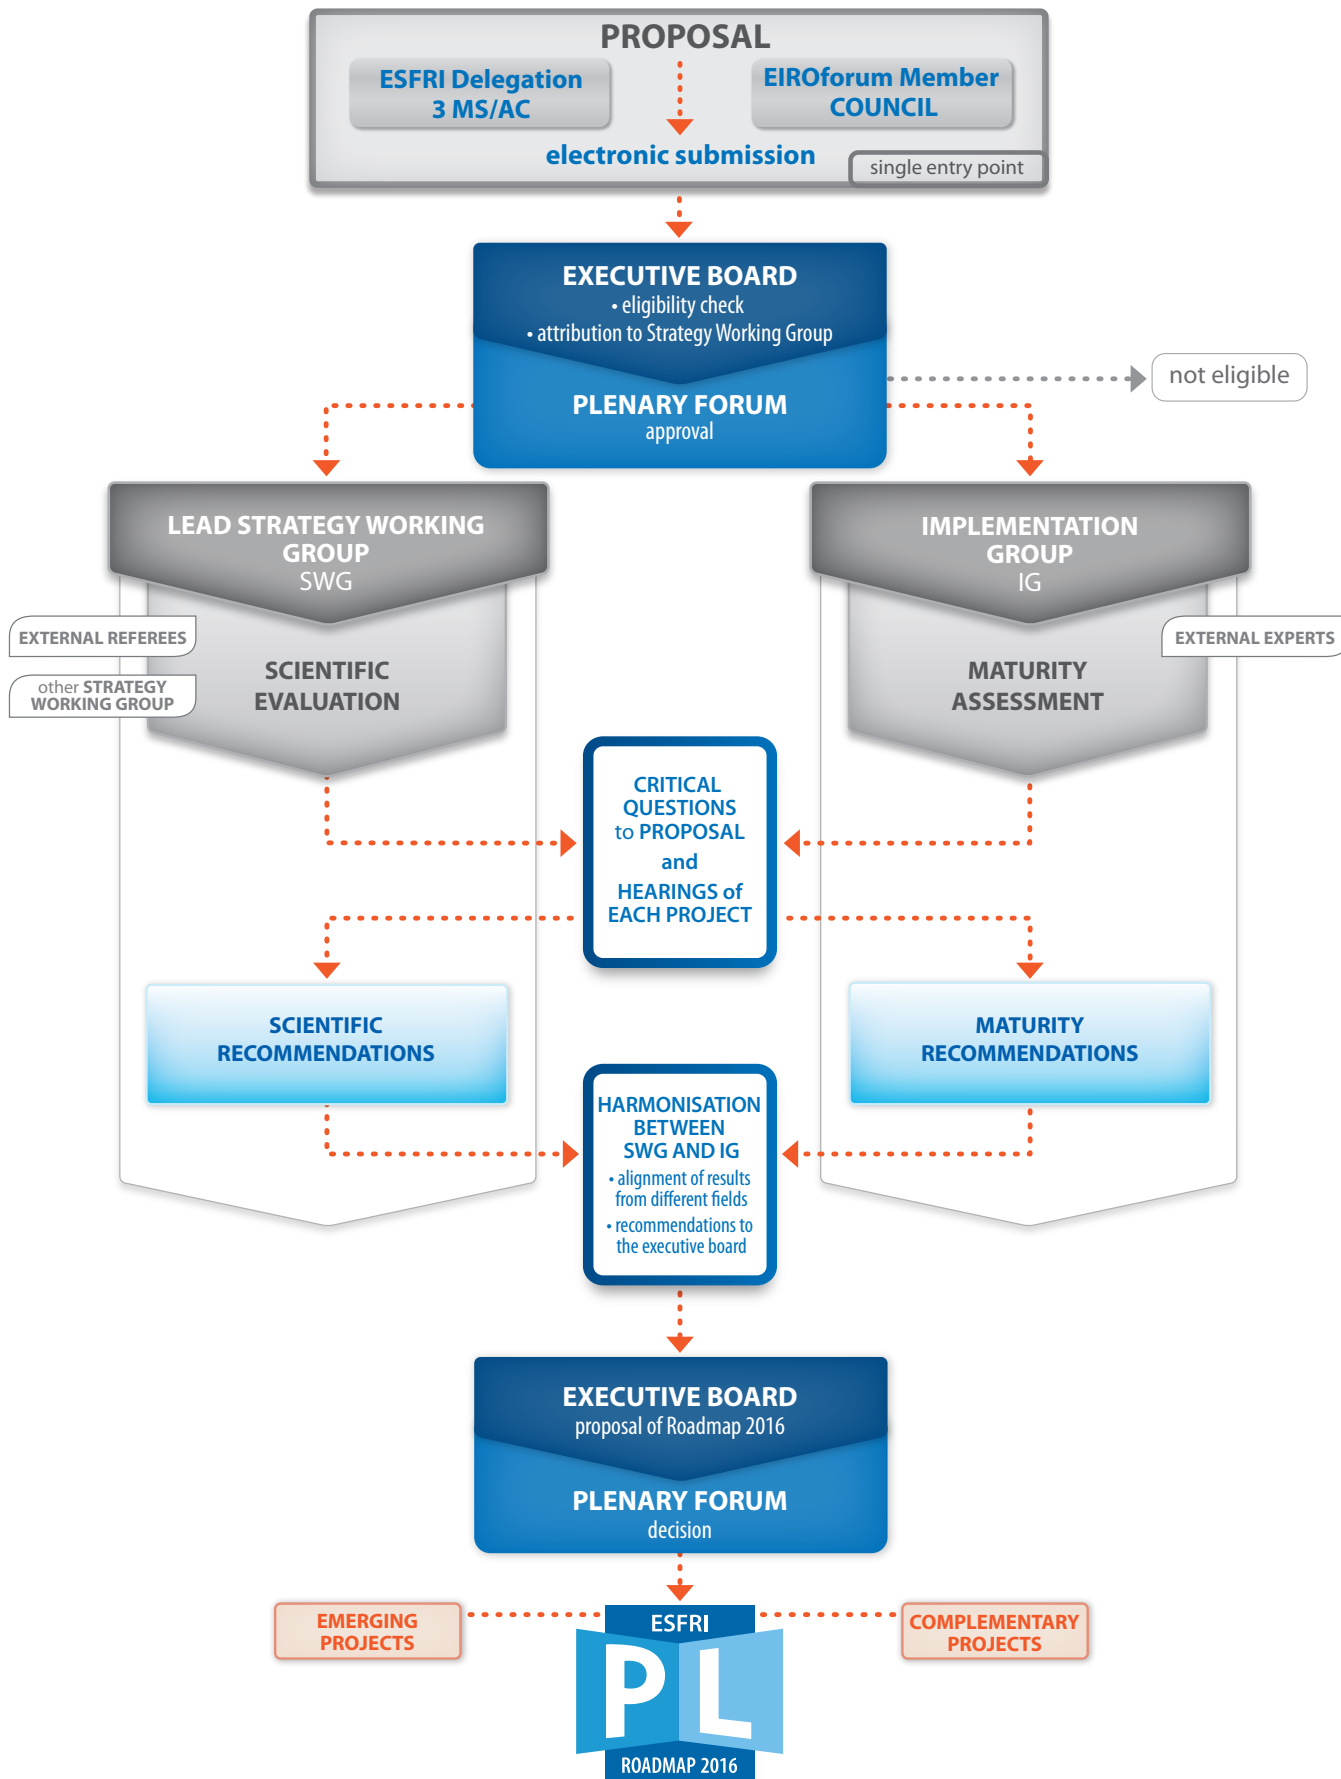 PROPOSAL
ESFRI Delegation
3 MS/AC
EIROforum Member
COUNCIL
electronic submission
single entry point
EXECUTIVE BOARD
• eligibility check
• attribution to Strategy Working Group
PLENARY FORUM
approval
not eligible
LEAD STRATEGY WORKING
GROUP
SWG
IMPLEMENTATION
GROUP
IG
EXTERNAL REFEREES
other STRATEGY
WORKING GROUP
SCIENTIFIC
EVALUATION
EXTERNAL EXPERTS
MATURITY
ASSESSMENT
CRITICAL
QUESTIONS
to PROPOSAL
and
HEARINGS of
EACH PROJECT
SCIENTIFIC
RECOMMENDATIONS
MATURITY
RECOMMENDATIONS
HARMONISATION
BETWEEN
SWG AND IG
• alignment of results
from different fields
• recommendations to
the executive board
EXECUTIVE BOARD
proposal of Roadmap 2016
PLENARY FORUM
decision
EMERGING
PROJECTS
ESFRI
P L
ROADMAP 2016
COMPLEMENTARY
PROJECTS